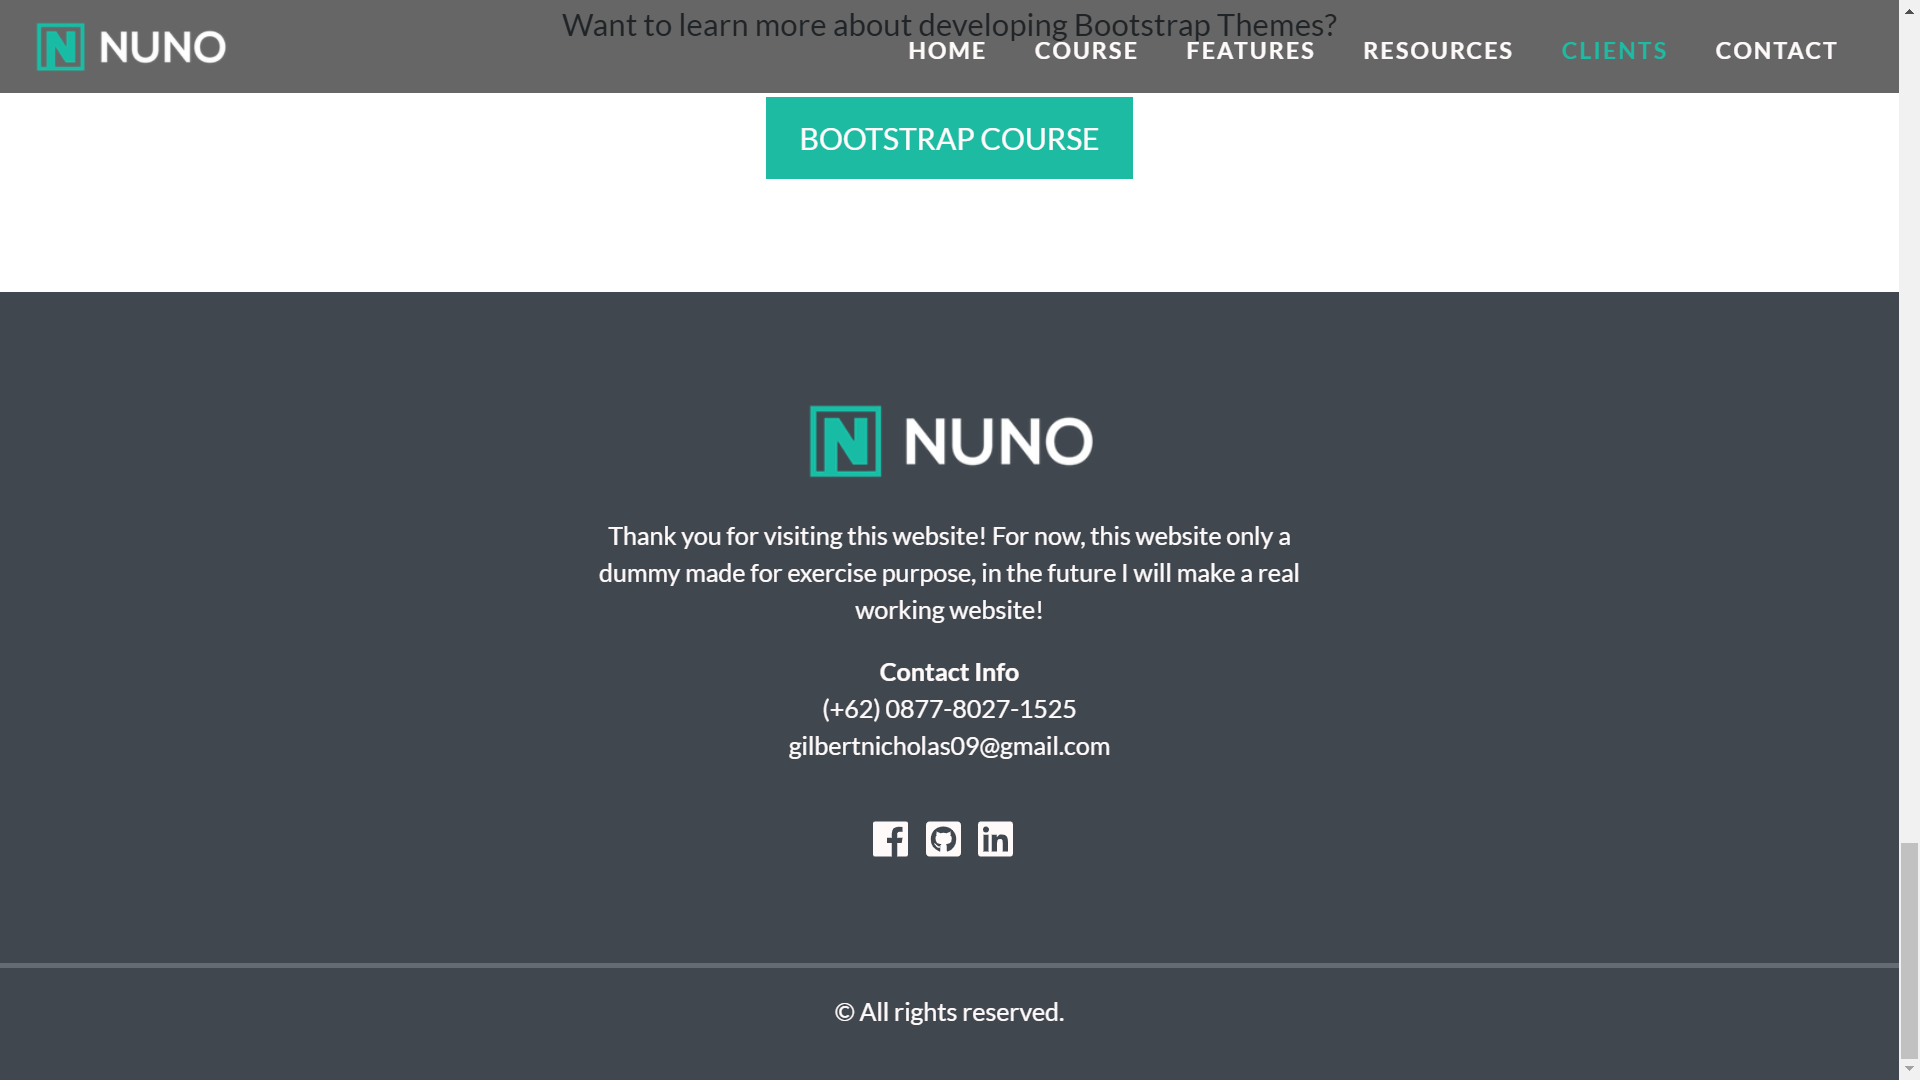 Want to learn more about developing Bootstrap Themes?
N NUNO
HOME COURSE FEATURES RESOURCES CLIENTS CONTACT
BOOTSTRAP COURSE
N NUNO
Thank you for visiting this website! For now, this website only a
dummy made for exercise purpose, in the future I will make a real
working website!
Contact Info
(+62) 0877-8027-1525
gilbertnicholas09@gmail.com
© All rights reserved.